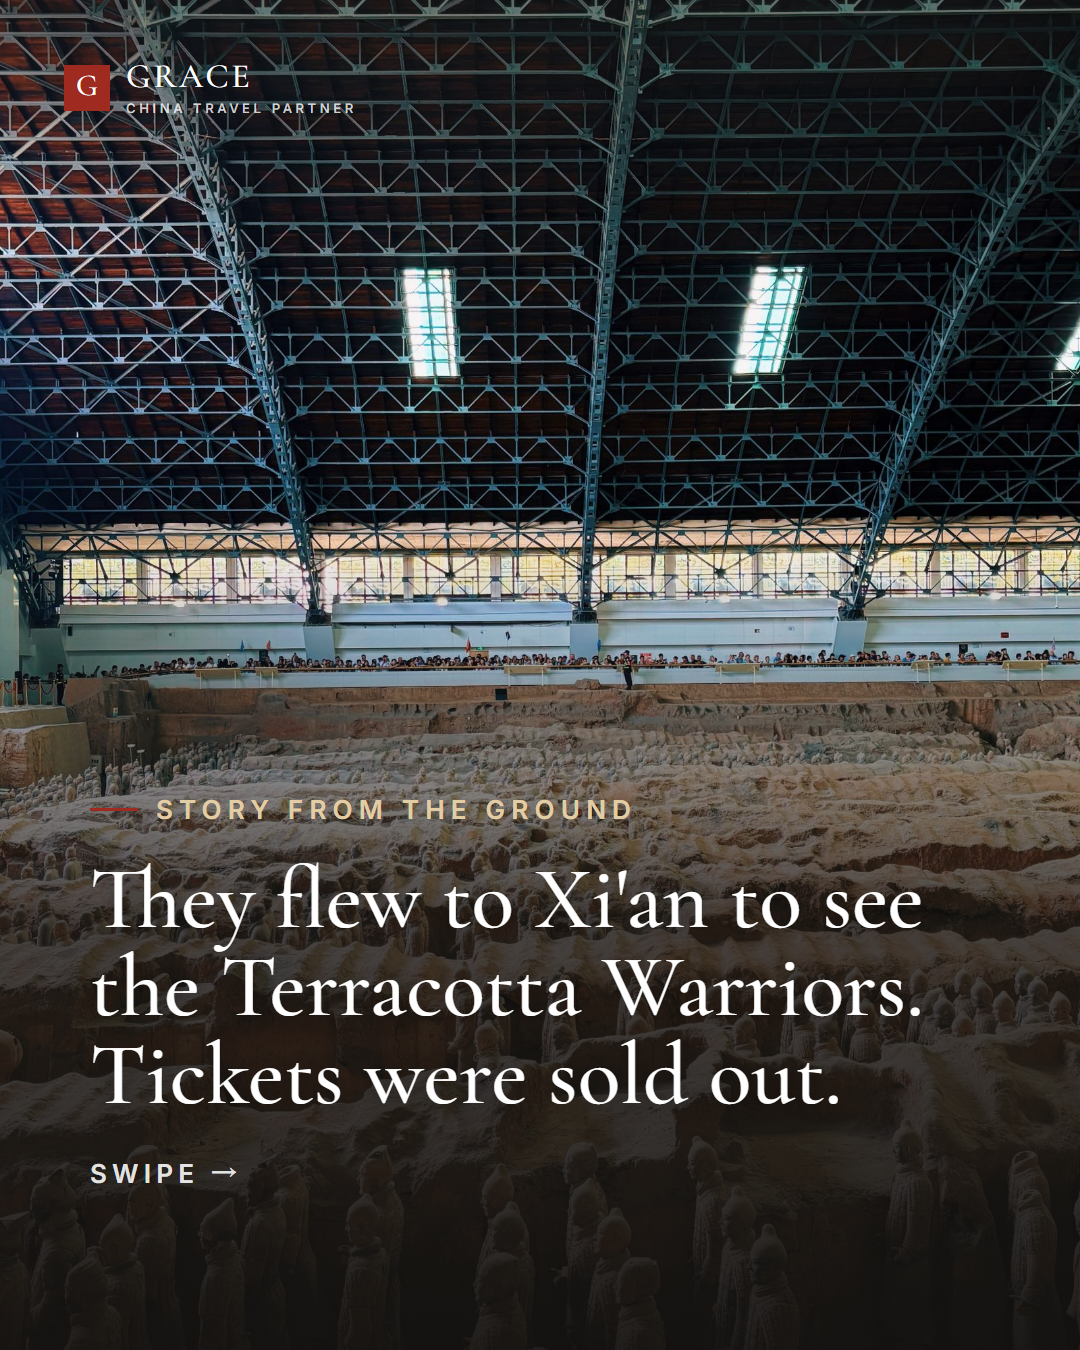 G
GRACE
CHINA TRAVEL PARTNER
STORY FROM THE GROUND
They flew to Xi'an to see
the Terracotta Warriors.
Tickets were sold out.
SWIPE →